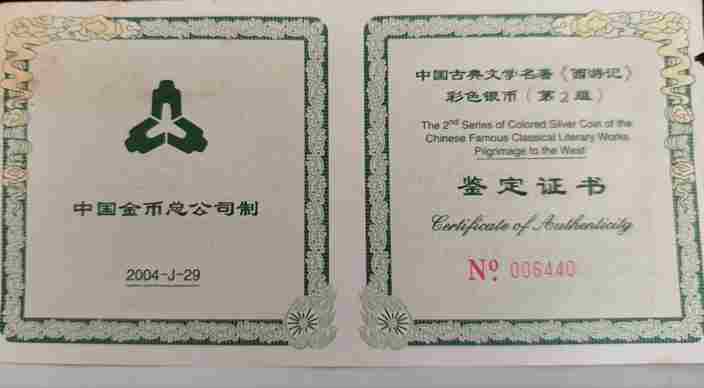 中国金币总公司制
2004-J-29
中国古典文学名著《西游记》
彩色银币(第2组)
The 2nd Series of Colored Silver Coin of the
Chinese Famous Classical Literary Works
Pilgrimage to the West
鉴定证书
Certificate of Authenticity
No. 006440